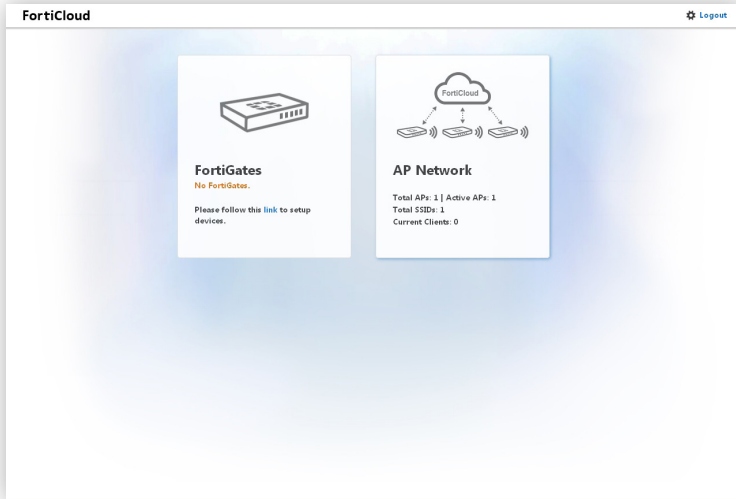 FortiCloud
Logout
FortiCloud
FortiGates
No FortiGates.
Please follow this link to setup
devices.
AP Network
Total APs: 1 | Active APs: 1
Total SSIDs: 1
Current Clients: 0